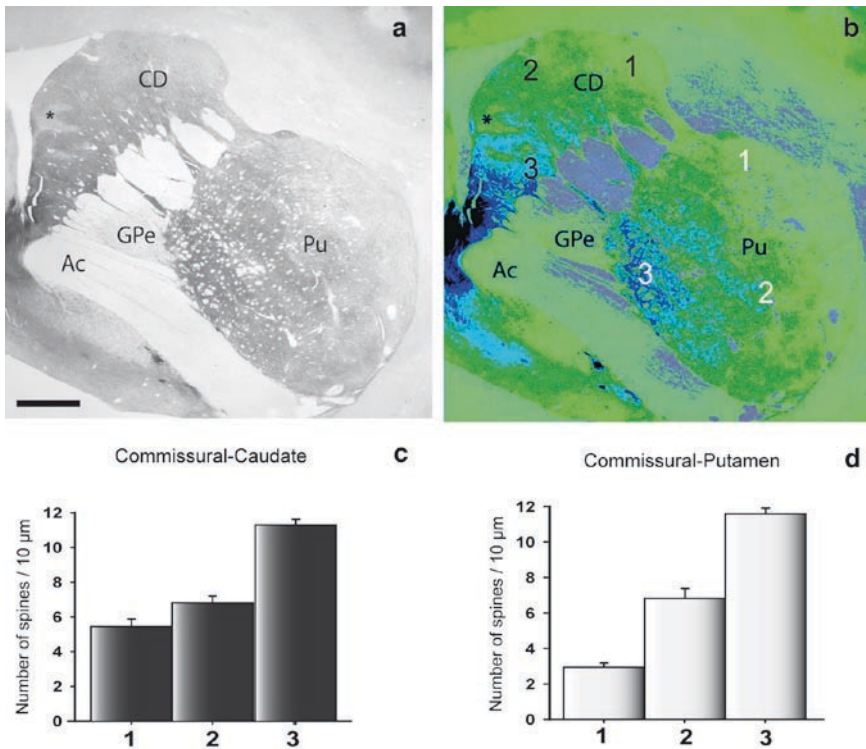 a
CD
*
GPe
Pu
Ac
b
2
1
CD
*
3
1
GPe
Pu
3
2
Commissural-Caudate
c
Number of spines / 10 µm
12
10
8
6
4
2
0
1 2 3
Commissural-Putamen
d
Number of spines / 10 µm
12
10
8
6
4
2
0
1 2 3